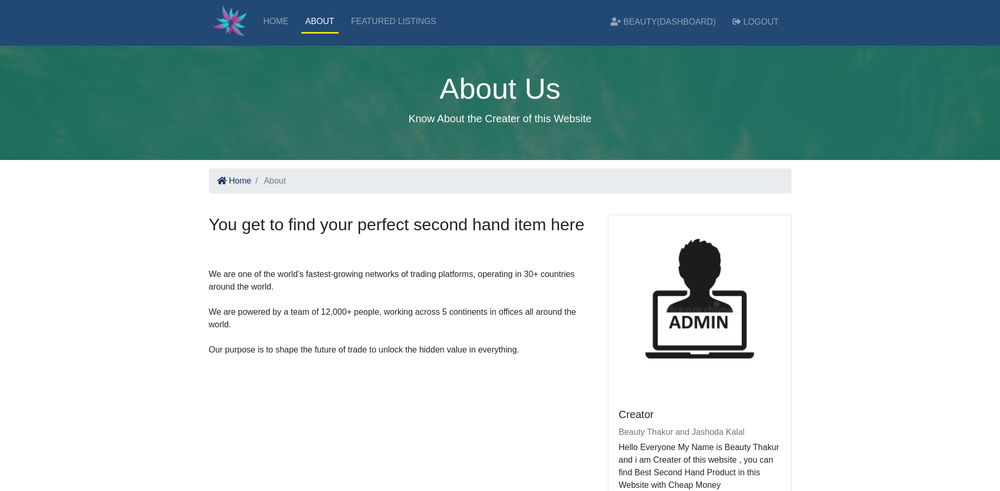 HOME
ABOUT
FEATURED LISTINGS
BEAUTY(DASHBOARD)
LOGOUT
About Us
Know About the Creater of this Website
Home / About
You get to find your perfect second hand item here
We are one of the world’s fastest-growing networks of trading platforms, operating in 30+ countries
around the world.
We are powered by a team of 12,000+ people, working across 5 continents in offices all around the
world.
Our purpose is to shape the future of trade to unlock the hidden value in everything.
dreamstime
ADMIN
Creator
Beauty Thakur and Jashoda Kalal
Hello Everyone My Name is Beauty Thakur
and i am Creater of this website , you can
find Best Second Hand Product in this
Website with Cheap Money